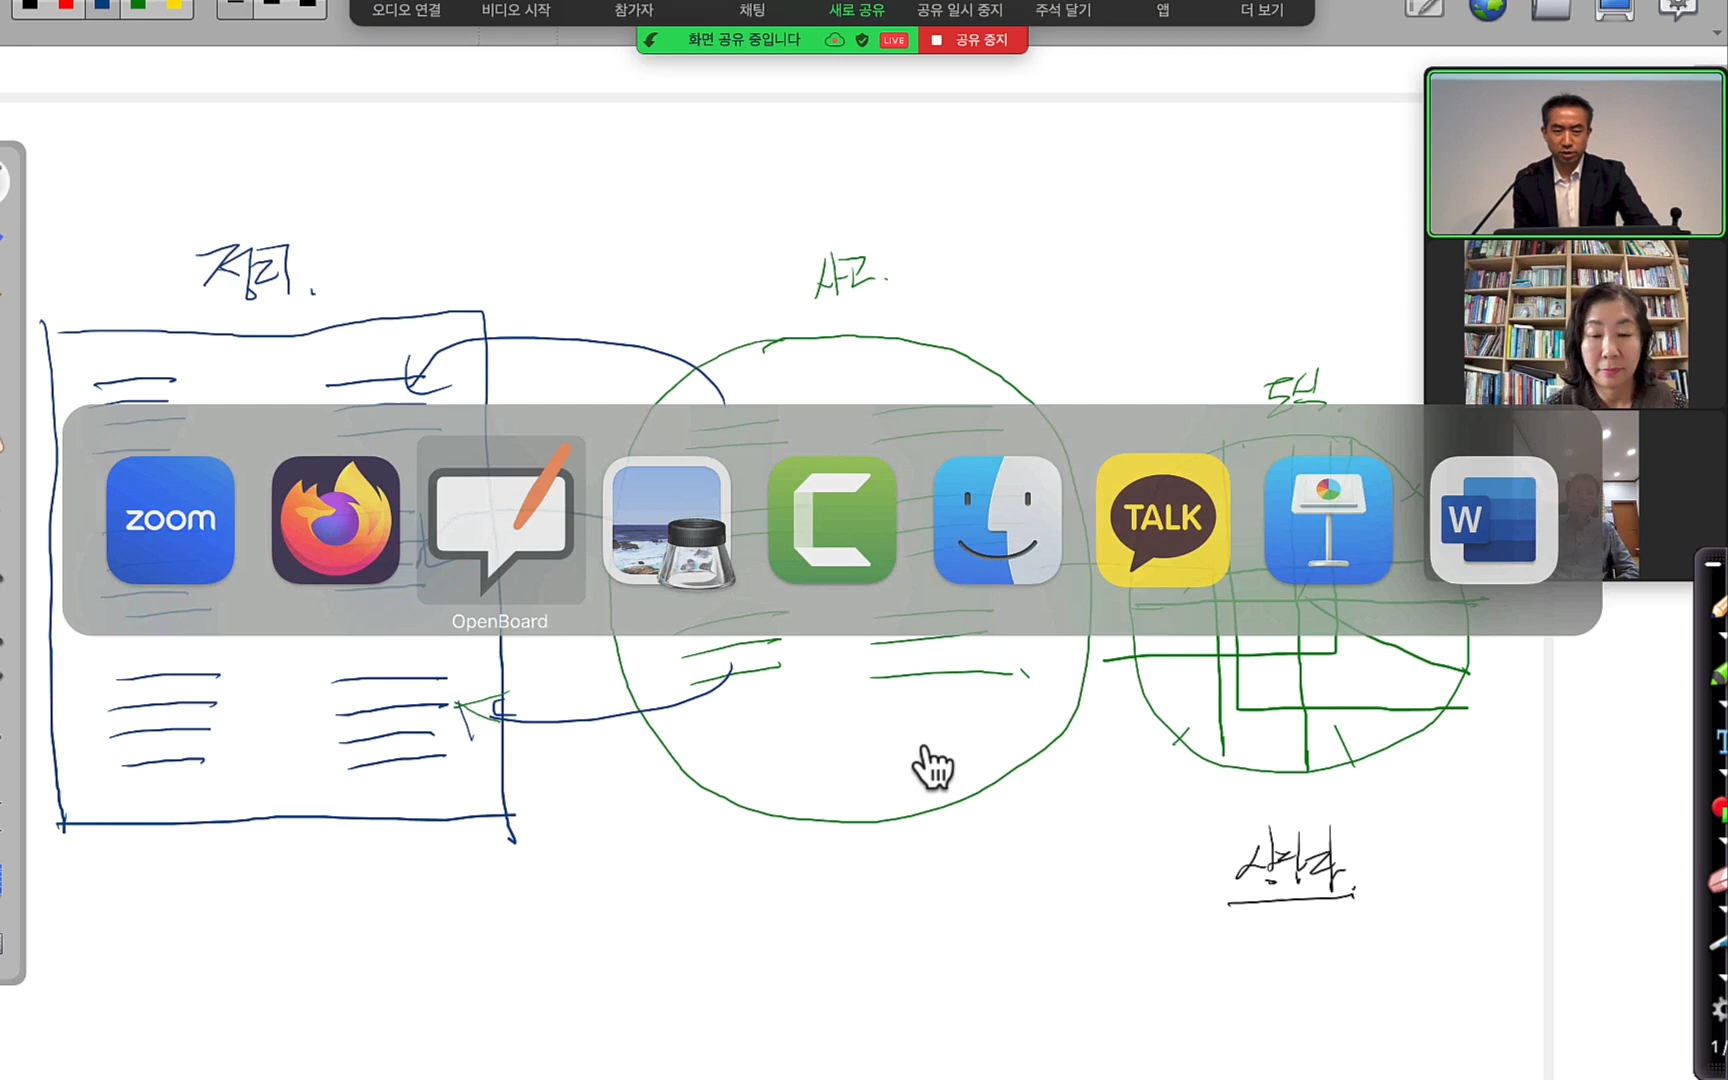 오디오 연결
비디오 시작
참가자
채팅
새로 공유
공유 일시 중지
주석 달기
앱
더 보기
화면 공유 중입니다
LIVE
공유 중지
정리.
사고.
zoom
TALK
W
OpenBoard